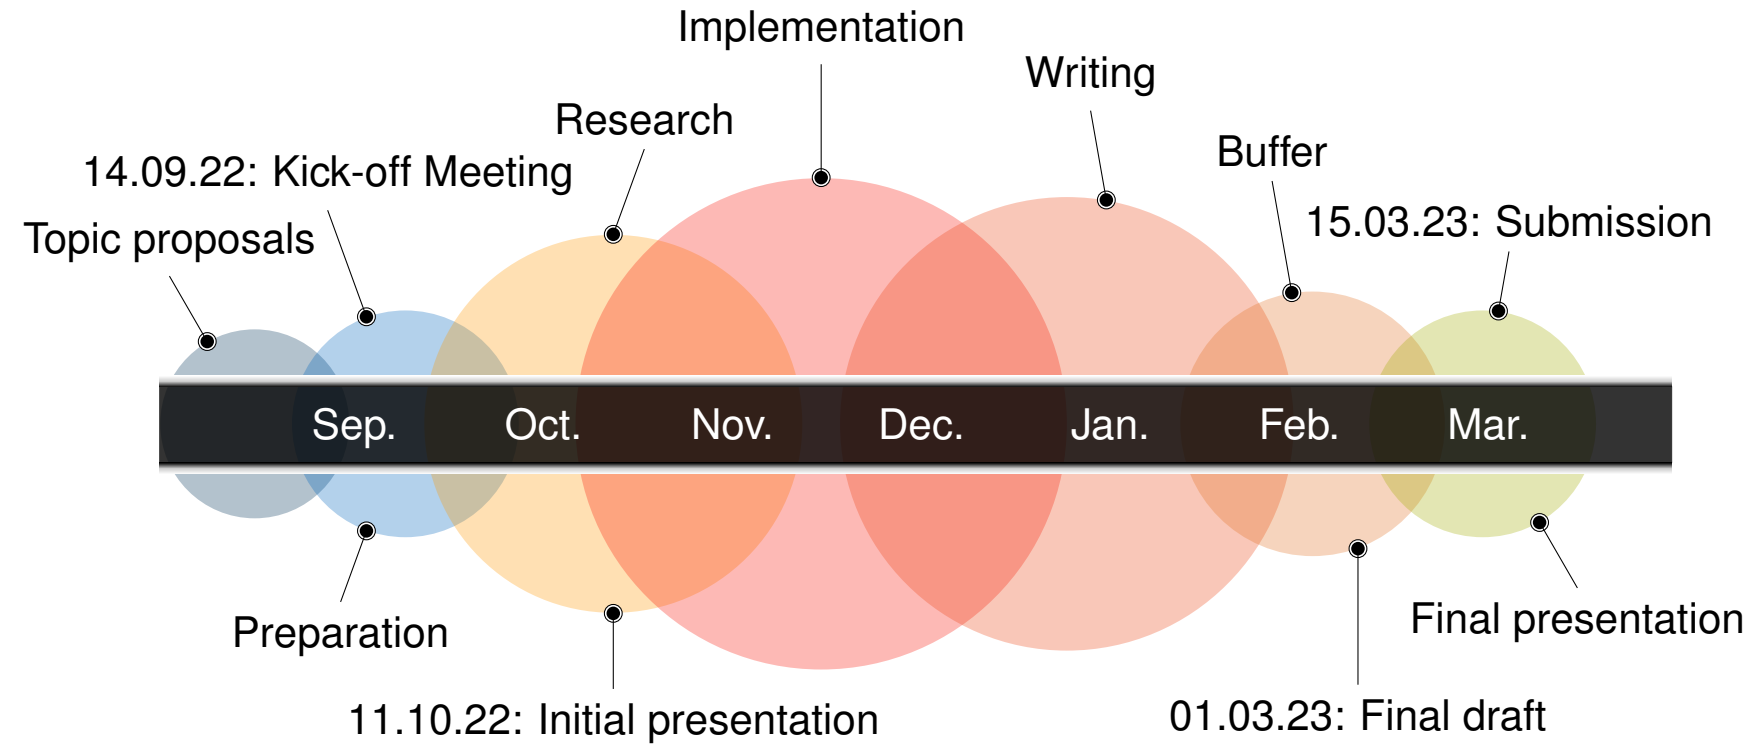 Implementation
Writing
Research
Buffer
14.09.22: Kick-off Meeting
15.03.23: Submission
Topic proposals
Sep. Oct. Nov. Dec. Jan. Feb. Mar.
Preparation
Final presentation
11.10.22: Initial presentation
01.03.23: Final draft